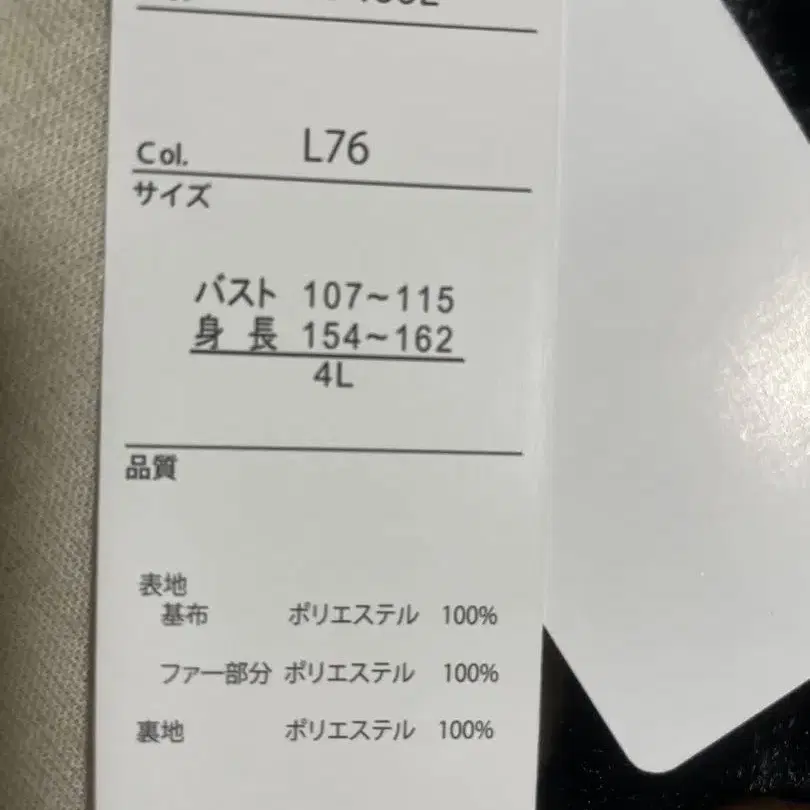 Col. L76
サイズ
バスト 107~115
身長 154~162
4L
品質
表地
基布 ポリエステル 100%
ファー部分 ポリエステル 100%
裏地 ポリエステル 100%